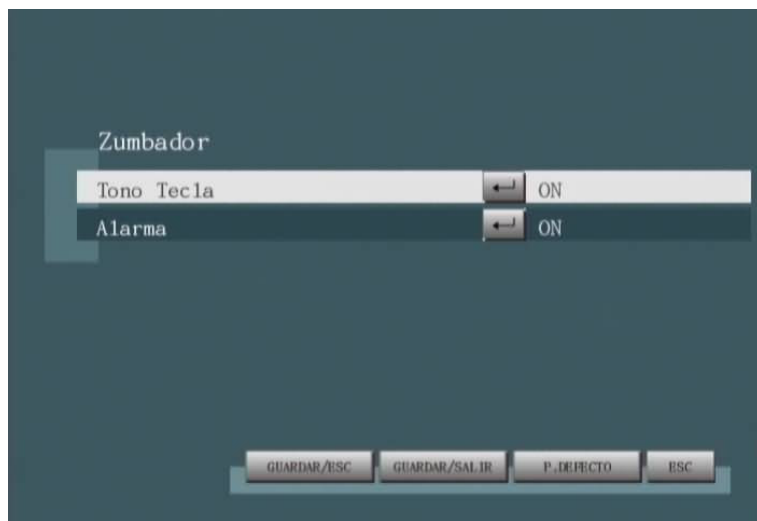 Zumbador
Tono Tecla ON
Alarma ON
GUARDAR/ESC GUARDAR/SALIR P.DEFECTO ESC